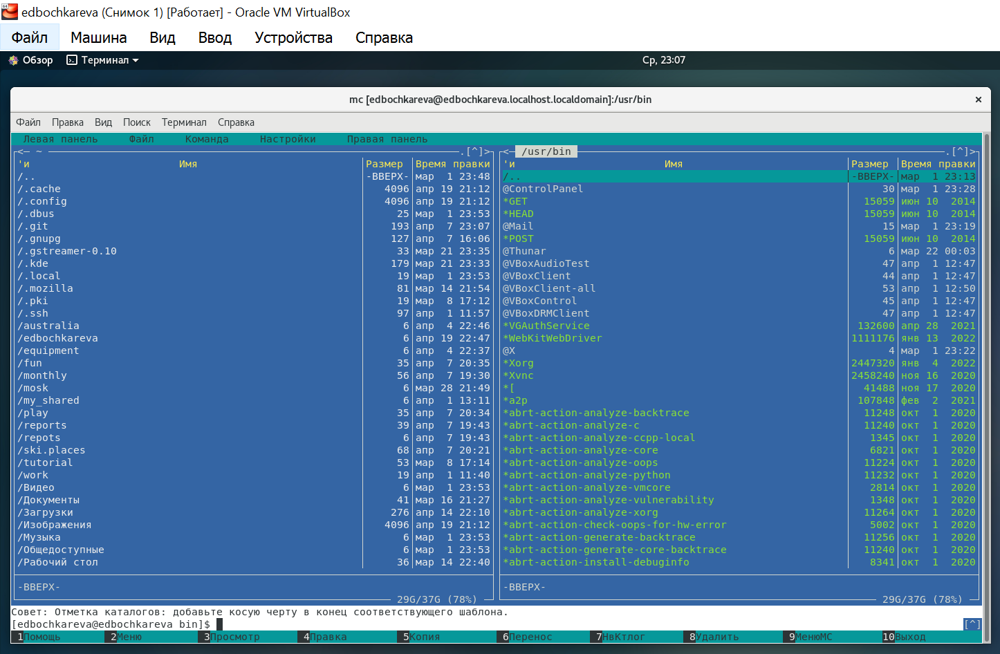 edbochkareva (Снимок 1) [Работает] - Oracle VM VirtualBox
Файл Машина Вид Ввод Устройства Справка
Обзор Терминал Ср, 23:07
mc [edbochkareva@edbochkareva.localhost.localdomain]:/usr/bin ×
Файл Правка Вид Поиск Терминал Справка
Левая панель Файл Команда Настройки Правая панель
<─ ~ .[^]> <─ /usr/bin .[^]>
'и Имя Размер Время правки 'и Имя Размер Время правки
/.. -ВВЕРХ- мар 1 23:48 /.. -ВВЕРХ- мар 1 23:13
/.cache 4096 апр 19 21:12 @ControlPanel 30 мар 1 23:28
/.config 4096 апр 19 21:12 *GET 15059 июн 10 2014
/.dbus 25 мар 1 23:53 *HEAD 15059 июн 10 2014
/.git 193 апр 7 23:07 @Mail 15 мар 1 23:19
/.gnupg 127 апр 7 16:06 *POST 15059 июн 10 2014
/.gstreamer-0.10 33 мар 21 23:35 @Thunar 6 мар 22 00:03
/.kde 179 мар 21 23:33 @VBoxAudioTest 47 апр 1 12:47
/.local 19 мар 1 23:53 @VBoxClient 44 апр 1 12:47
/.mozilla 81 мар 14 21:54 @VBoxClient-all 53 апр 1 12:50
/.pki 19 мар 8 17:12 @VBoxControl 45 апр 1 12:47
/.ssh 97 апр 1 11:57 @VBoxDRMClient 47 апр 1 12:47
/australia 6 апр 4 22:46 *VGAuthService 132600 апр 28 2021
/edbochkareva 6 апр 19 22:47 *WebKitWebDriver 1111176 янв 13 2022
/equipment 6 апр 4 22:37 @X 4 мар 1 23:22
/fun 35 апр 7 20:35 *Xorg 2447320 янв 4 2022
/monthly 56 апр 7 19:30 *Xvnc 2458240 ноя 16 2020
/mosk 6 мар 28 21:49 *[ 41488 ноя 17 2020
/my_shared 6 апр 1 13:11 *a2p 107848 фев 2 2021
/play 35 апр 7 20:34 *abrt-action-analyze-backtrace 11248 окт 1 2020
/reports 39 апр 7 19:43 *abrt-action-analyze-c 11240 окт 1 2020
/repots 6 апр 7 19:43 *abrt-action-analyze-ccpp-local 1345 окт 1 2020
/ski.places 68 апр 7 20:21 *abrt-action-analyze-core 6821 окт 1 2020
/tutorial 53 мар 8 17:14 *abrt-action-analyze-oops 11224 окт 1 2020
/work 19 апр 1 11:40 *abrt-action-analyze-python 11232 окт 1 2020
/Видео 6 мар 1 23:53 *abrt-action-analyze-vmcore 2814 окт 1 2020
/Документы 41 мар 16 21:27 *abrt-action-analyze-vulnerability 1348 окт 1 2020
/Загрузки 276 апр 14 22:10 *abrt-action-analyze-xorg 11264 окт 1 2020
/Изображения 4096 апр 19 21:12 *abrt-action-check-oops-for-hw-error 5002 окт 1 2020
/Музыка 6 мар 1 23:53 *abrt-action-generate-backtrace 11256 окт 1 2020
/Общедоступные 6 мар 1 23:53 *abrt-action-generate-core-backtrace 11240 окт 1 2020
/Рабочий стол 36 мар 14 22:40 *abrt-action-install-debuginfo 8341 окт 1 2020
-ВВЕРХ- -ВВЕРХ-
29G/37G (78%) 29G/37G (78%)
Совет: Отметка каталогов: добавьте косую черту в конец соответствующего шаблона.
[edbochkareva@edbochkareva bin]$ [^]
1Помощь 2Меню 3Просмотр 4Правка 5Копия 6Перенос 7НвКтлог 8Удалить 9МенюМС 10Выход